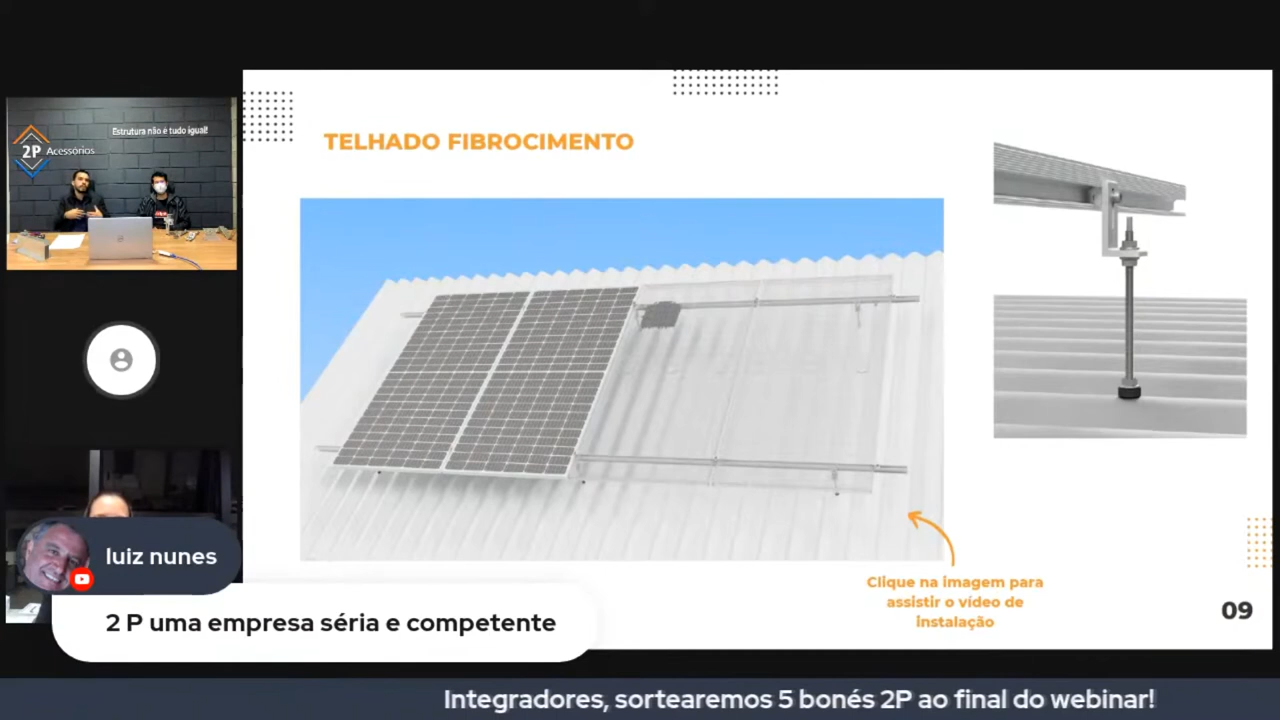 Estrutura não é tudo igual!
2P Acessórios
TELHADO FIBROCIMENTO
Clique na imagem para
assistir o vídeo de
instalação
09
luiz nunes
2 P uma empresa séria e competente
Integradores, sortearemos 5 bonés 2P ao final do webinar!